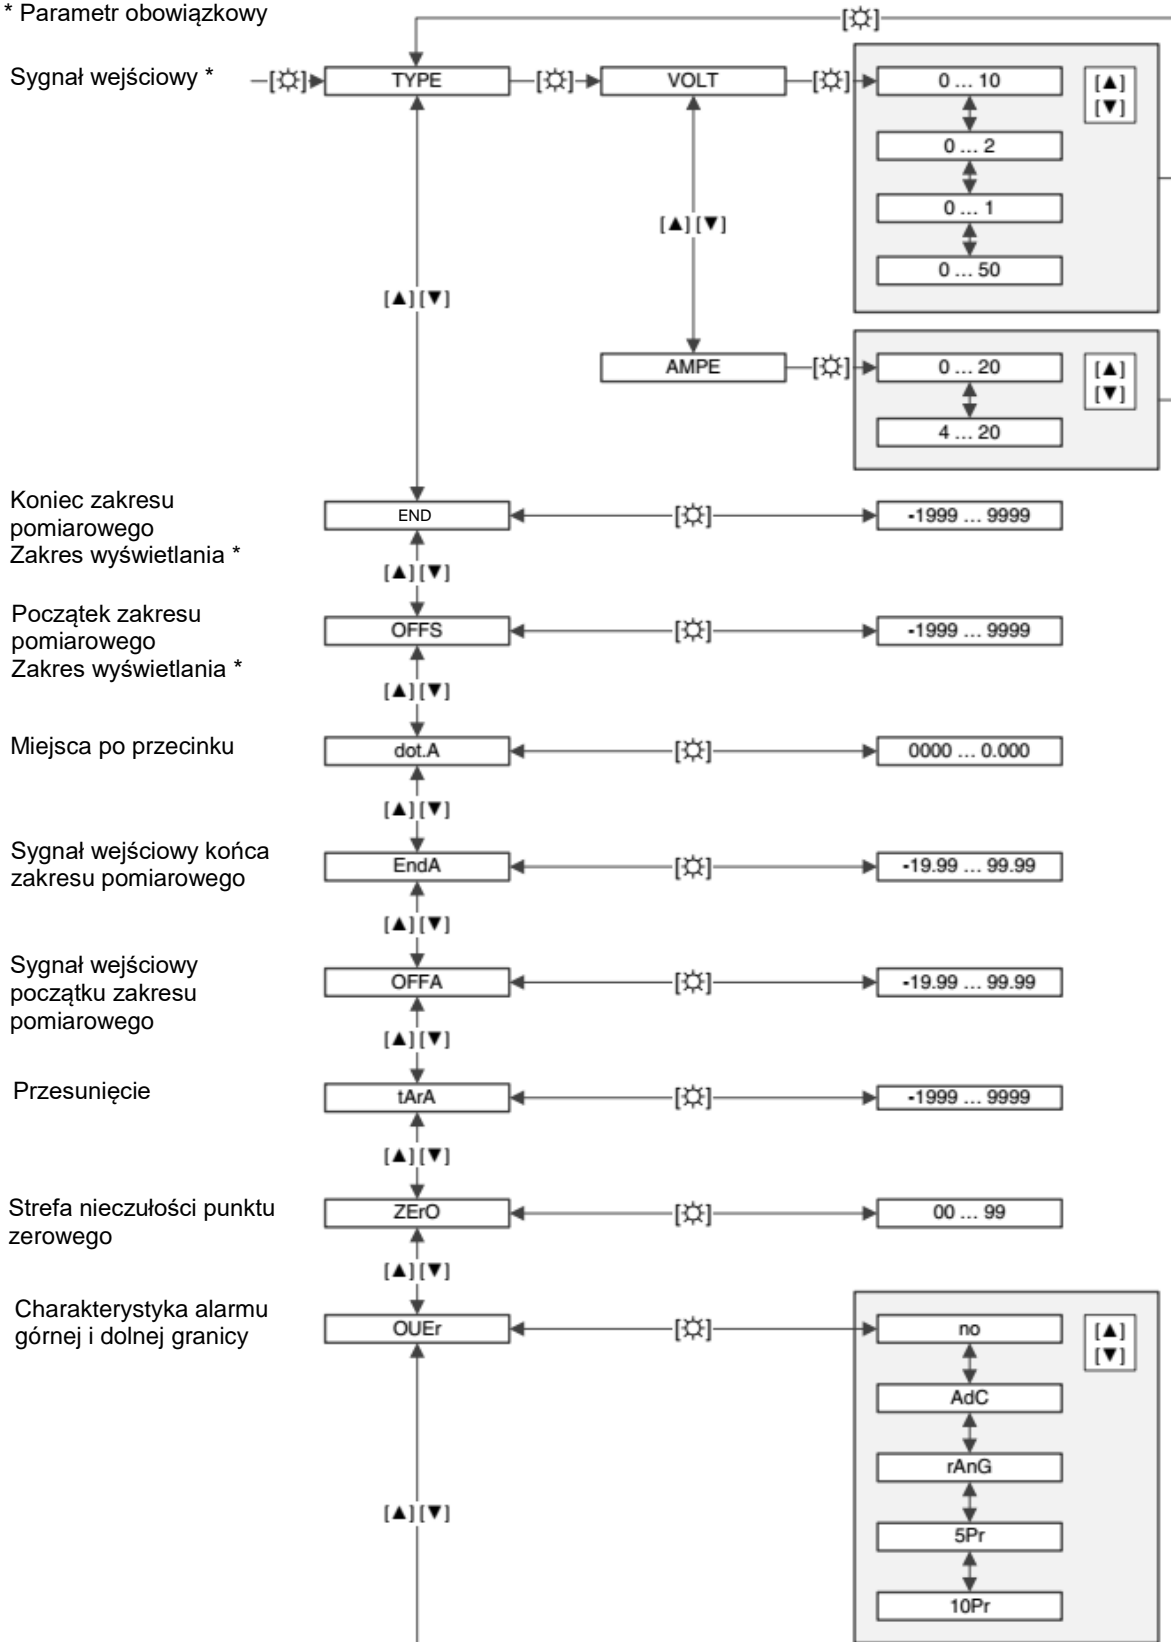 * Parametr obowiązkowy
[☼]
Sygnał wejściowy *
[☼] TYPE [☼] VOLT [☼] 0 ... 10 [▲]
[▼]
0 ... 2
0 ... 1
[▲] [▼]
0 ... 50
[▲] [▼]
AMPE [☼] 0 ... 20 [▲]
[▼]
4 ... 20
Koniec zakresu
pomiarowego
Zakres wyświetlania *
END [☼] -1999 ... 9999
[▲] [▼]
Początek zakresu
pomiarowego
Zakres wyświetlania *
OFFS [☼] -1999 ... 9999
[▲] [▼]
Miejsca po przecinku
dot.A [☼] 0000 ... 0.000
[▲] [▼]
Sygnał wejściowy końca
zakresu pomiarowego
EndA [☼] -19.99 ... 99.99
[▲] [▼]
Sygnał wejściowy
początku zakresu
pomiarowego
OFFA [☼] -19.99 ... 99.99
[▲] [▼]
Przesunięcie
tArA [☼] -1999 ... 9999
[▲] [▼]
Strefa nieczułości punktu
zerowego
ZErO [☼] 00 ... 99
[▲] [▼]
Charakterystyka alarmu
górnej i dolnej granicy
OUEr [☼] no [▲]
[▼]
AdC
rAnG
[▲] [▼]
5Pr
10Pr